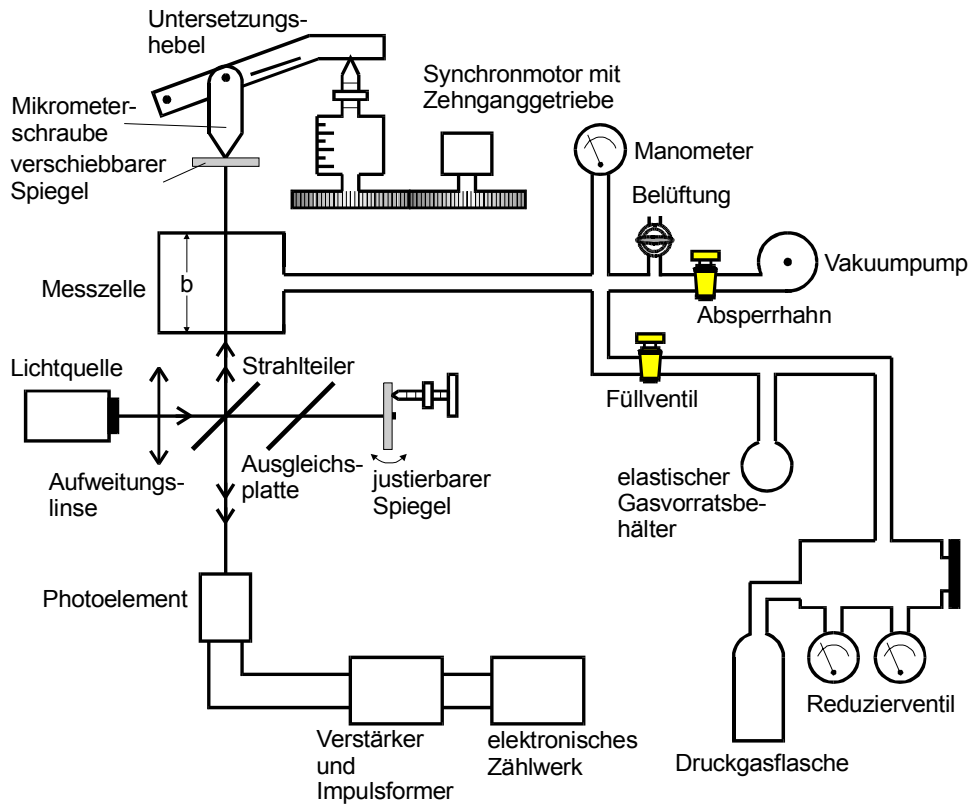 Untersetzungs-
hebel
Mikrometer-
schraube
verschiebbarer
Spiegel
Synchronmotor mit
Zehnganggetriebe
Manometer
Belüftung
Vakuumpump
Absperrhahn
Messzelle
b
Lichtquelle
Strahlteiler
Füllventil
Aufweitungs-
linse
Ausgleichs-
platte
justierbarer
Spiegel
elastischer
Gasvorratsbe-
hälter
Photoelement
Reduzierventil
Verstärker
und
Impulsformer
elektronisches
Zählwerk
Druckgasflasche